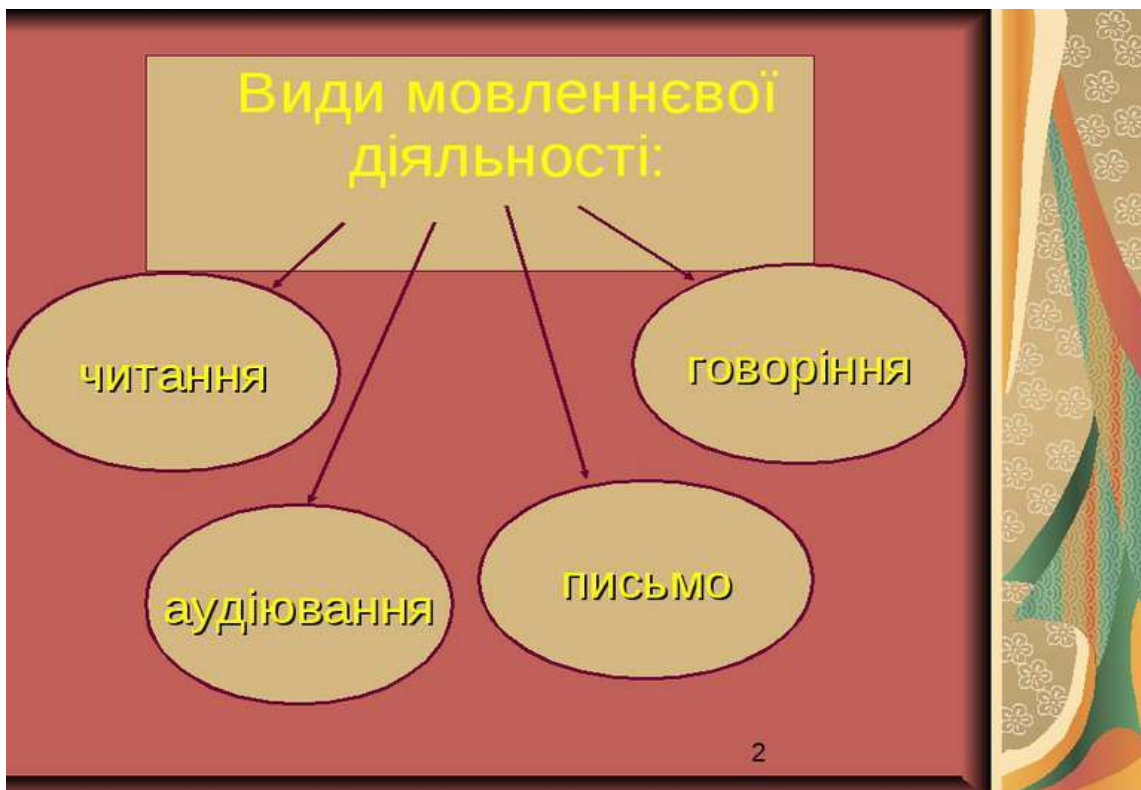 Види мовленнєвої
діяльності:
читання
говоріння
аудіювання
письмо
2